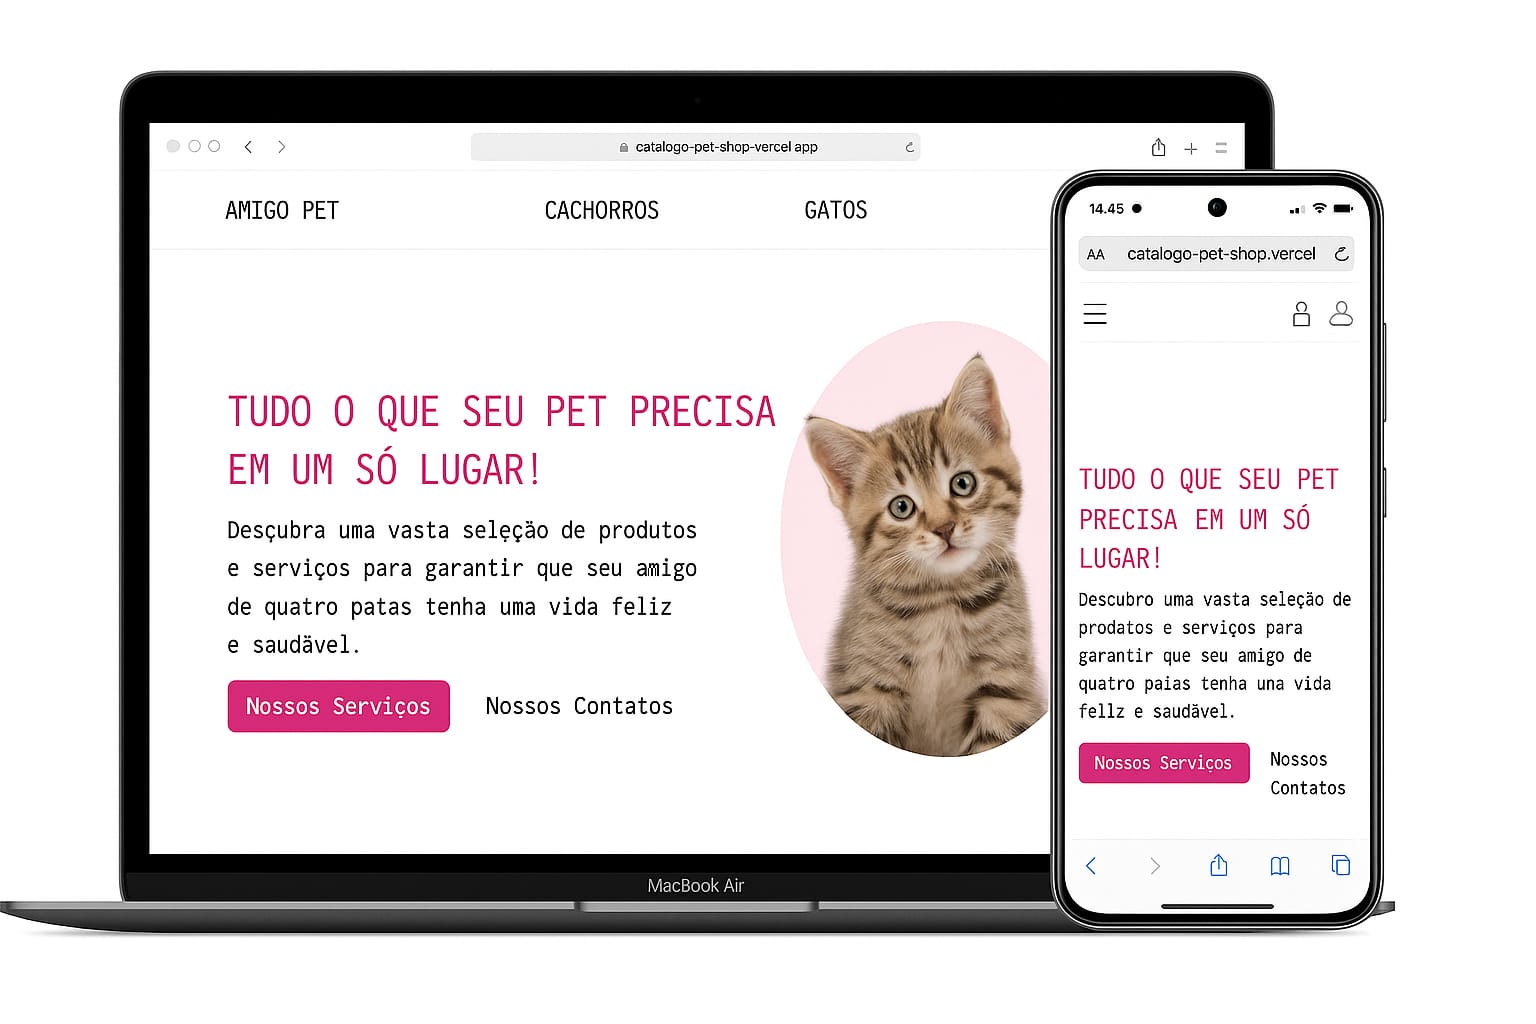 catalogo-pet-shop-vercel app
AMIGO PET
CACHORROS
GATOS
TUDO O QUE SEU PET PRECISA
EM UM SÓ LUGAR!
Desçubra uma vasta seleção de produtos
e serviços para garantir que seu amigo
de quatro patas tenha uma vida feliz
e saudävel.
Nossos Serviços
Nossos Contatos
MacBook Air
14.45
AA
catalogo-pet-shop.vercel
TUDO O QUE SEU PET
PRECISA EM UM SÓ
LUGAR!
Descubro uma vasta seleção de
prodatos e serviços para
garantir que seu amigo de
quatro paias tenha una vida
fellz e saudävel.
Nossos Serviços
Nossos
Contatos